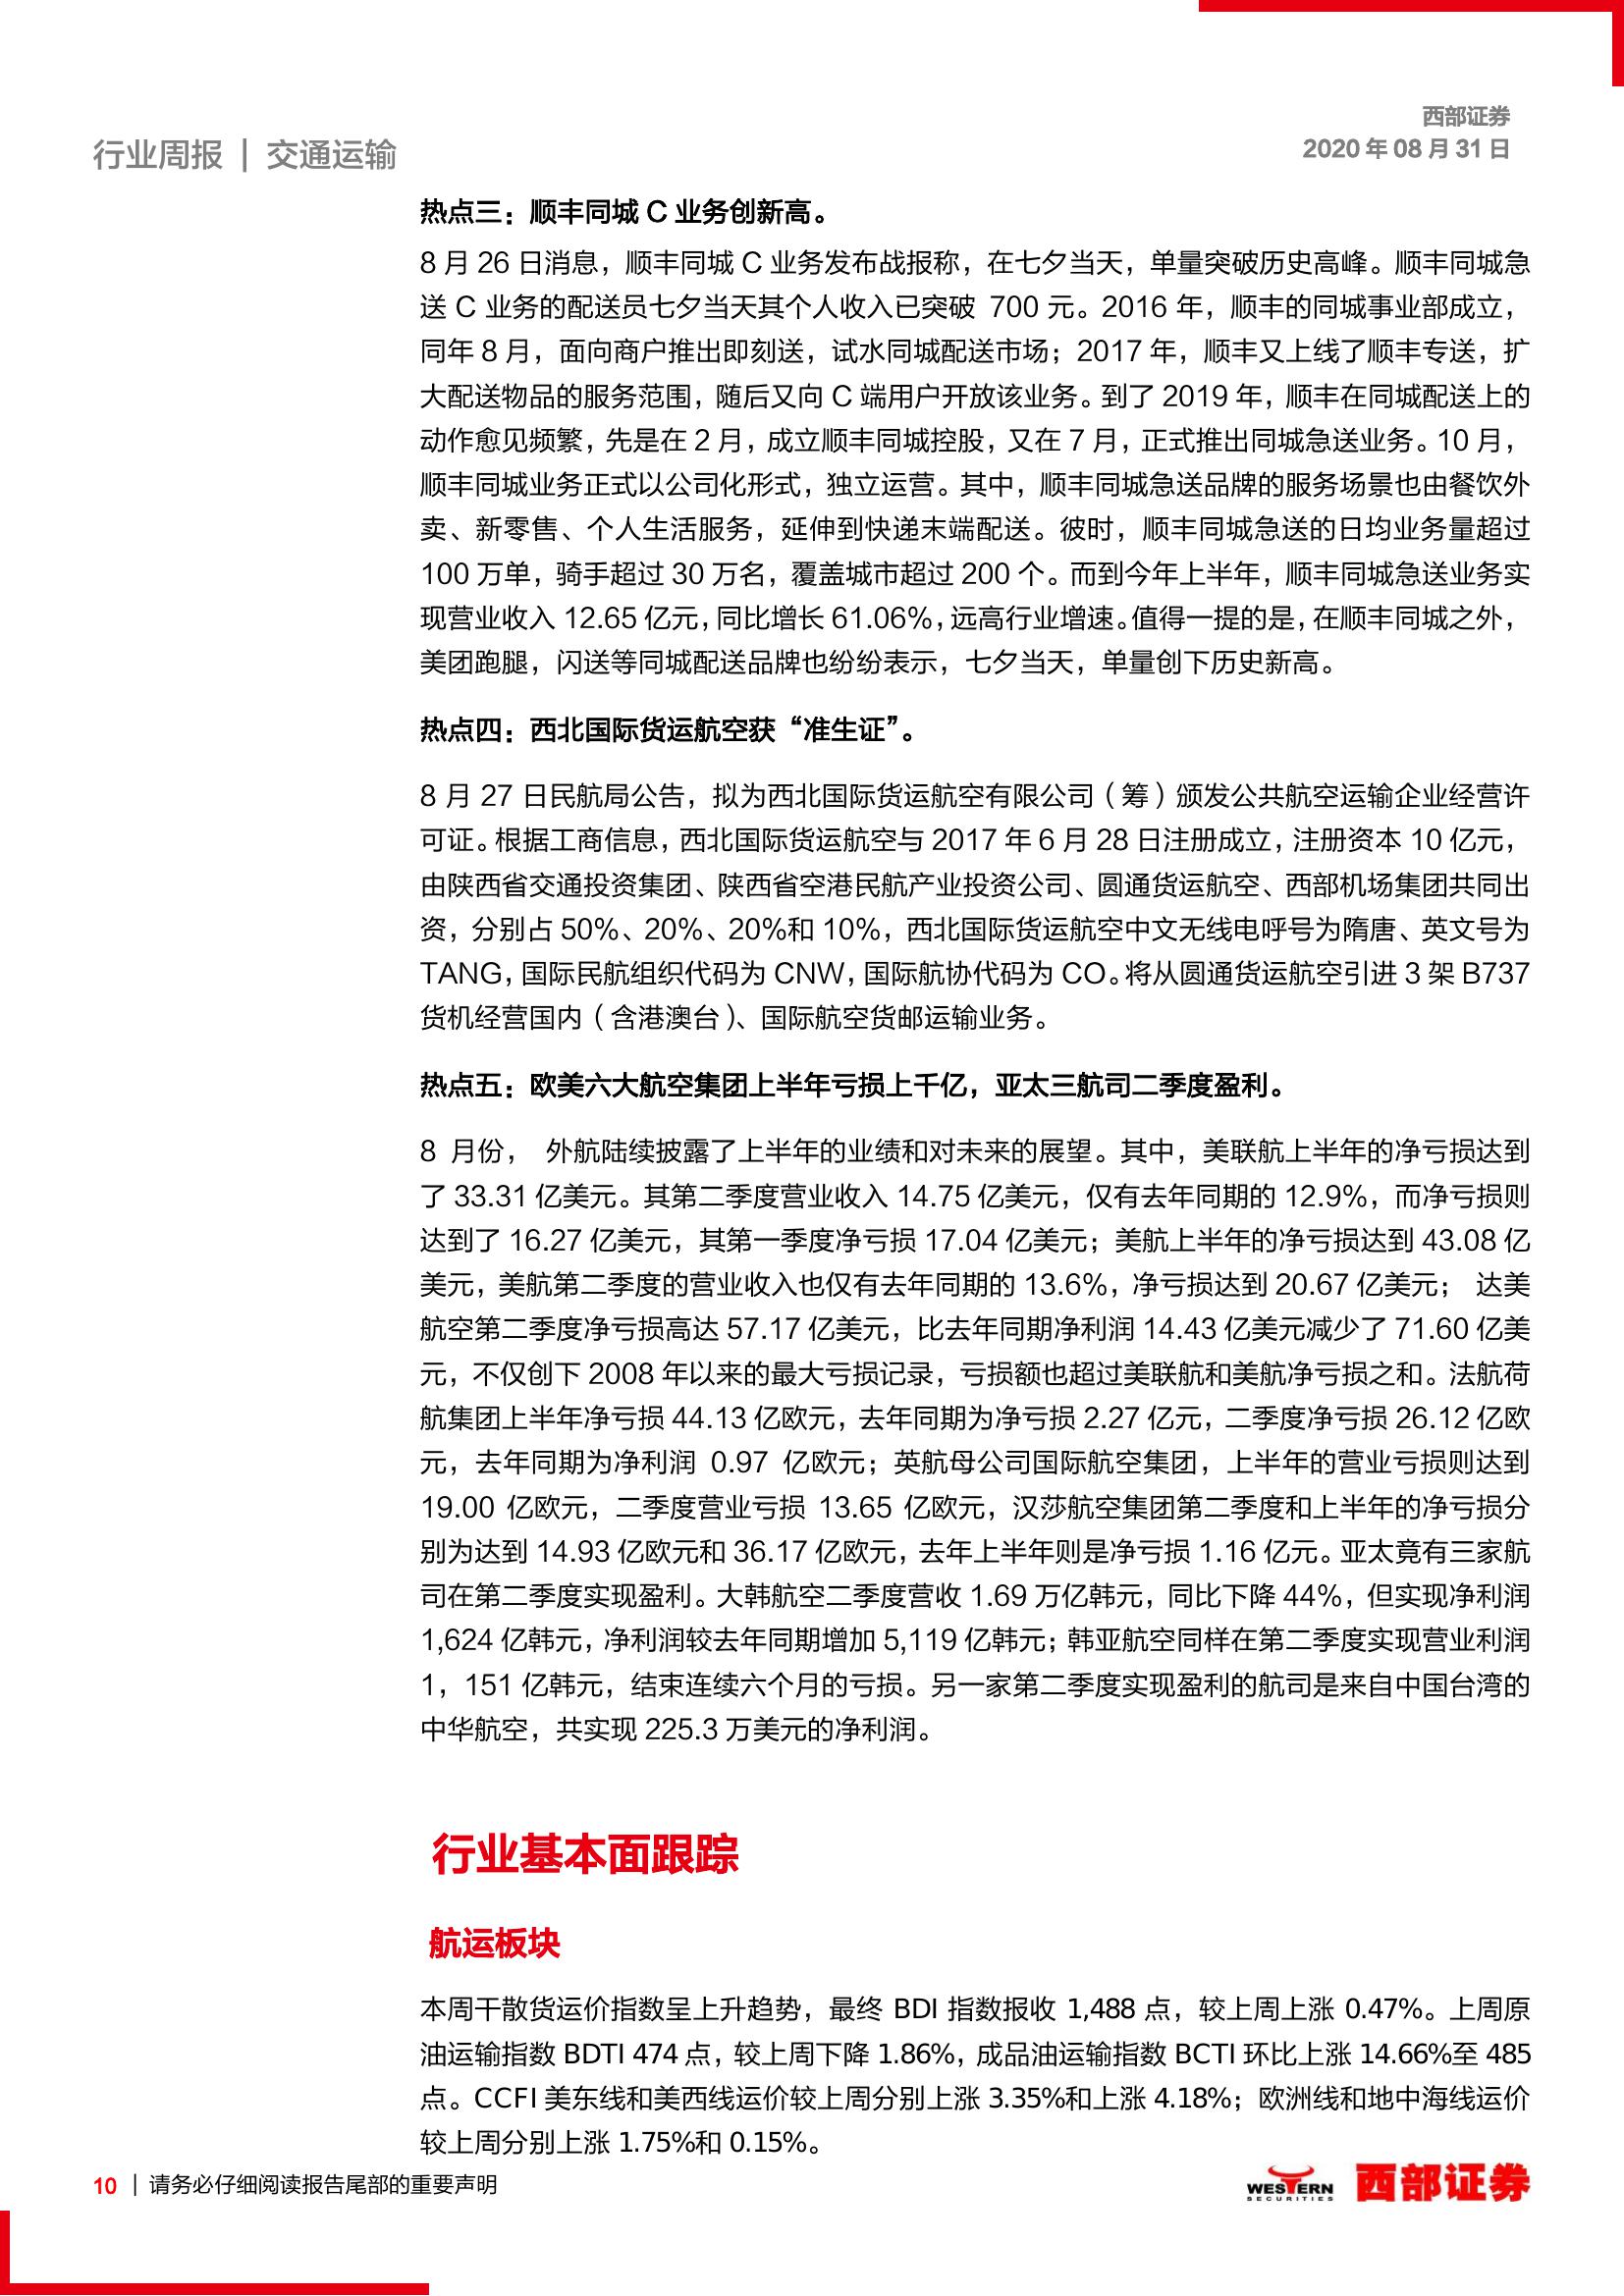 西部证券
2020 年 08 月 31 日
行业周报 | 交通运输
热点三：顺丰同城 C 业务创新高。
8 月 26 日消息，顺丰同城 C 业务发布战报称，在七夕当天，单量突破历史高峰。顺丰同城急
送 C 业务的配送员七夕当天其个人收入已突破 700 元。2016 年，顺丰的同城事业部成立，
同年 8 月，面向商户推出即刻送，试水同城配送市场；2017 年，顺丰又上线了顺丰专送，扩
大配送物品的服务范围，随后又向 C 端用户开放该业务。到了 2019 年，顺丰在同城配送上的
动作愈见频繁，先是在 2 月，成立顺丰同城控股，又在 7 月，正式推出同城急送业务。10 月，
顺丰同城业务正式以公司化形式，独立运营。其中，顺丰同城急送品牌的服务场景也由餐饮外
卖、新零售、个人生活服务，延伸到快递末端配送。彼时，顺丰同城急送的日均业务量超过
100 万单，骑手超过 30 万名，覆盖城市超过 200 个。而到今年上半年，顺丰同城急送业务实
现营业收入 12.65 亿元，同比增长 61.06%，远高行业增速。值得一提的是，在顺丰同城之外，
美团跑腿，闪送等同城配送品牌也纷纷表示，七夕当天，单量创下历史新高。
热点四：西北国际货运航空获“准生证”。
8 月 27 日民航局公告，拟为西北国际货运航空有限公司（筹）颁发公共航空运输企业经营许
可证。根据工商信息，西北国际货运航空与 2017 年 6 月 28 日注册成立，注册资本 10 亿元，
由陕西省交通投资集团、陕西省空港民航产业投资公司、圆通货运航空、西部机场集团共同出
资，分别占 50%、20%、20%和 10%，西北国际货运航空中文无线电呼号为隋唐、英文号为
TANG，国际民航组织代码为 CNW，国际航协代码为 CO。将从圆通货运航空引进 3 架 B737
货机经营国内（含港澳台）、国际航空货邮运输业务。
热点五：欧美六大航空集团上半年亏损上千亿，亚太三航司二季度盈利。
8 月份， 外航陆续披露了上半年的业绩和对未来的展望。其中，美联航上半年的净亏损达到
了 33.31 亿美元。其第二季度营业收入 14.75 亿美元，仅有去年同期的 12.9%，而净亏损则
达到了 16.27 亿美元，其第一季度净亏损 17.04 亿美元；美航上半年的净亏损达到 43.08 亿
美元，美航第二季度的营业收入也仅有去年同期的 13.6%，净亏损达到 20.67 亿美元； 达美
航空第二季度净亏损高达 57.17 亿美元，比去年同期净利润 14.43 亿美元减少了 71.60 亿美
元，不仅创下 2008 年以来的最大亏损记录，亏损额也超过美联航和美航净亏损之和。法航荷
航集团上半年净亏损 44.13 亿欧元，去年同期为净亏损 2.27 亿元，二季度净亏损 26.12 亿欧
元，去年同期为净利润 0.97 亿欧元；英航母公司国际航空集团，上半年的营业亏损则达到
19.00 亿欧元，二季度营业亏损 13.65 亿欧元，汉莎航空集团第二季度和上半年的净亏损分
别为达到 14.93 亿欧元和 36.17 亿欧元，去年上半年则是净亏损 1.16 亿元。亚太竟有三家航
司在第二季度实现盈利。大韩航空二季度营收 1.69 万亿韩元，同比下降 44%，但实现净利润
1,624 亿韩元，净利润较去年同期增加 5,119 亿韩元；韩亚航空同样在第二季度实现营业利润
1，151 亿韩元，结束连续六个月的亏损。另一家第二季度实现盈利的航司是来自中国台湾的
中华航空，共实现 225.3 万美元的净利润。
行业基本面跟踪
航运板块
本周干散货运价指数呈上升趋势，最终 BDI 指数报收 1,488 点，较上周上涨 0.47%。上周原
油运输指数 BDTI 474 点，较上周下降 1.86%，成品油运输指数 BCTI 环比上涨 14.66%至 485
点。CCFI 美东线和美西线运价较上周分别上涨 3.35%和上涨 4.18%；欧洲线和地中海线运价
较上周分别上涨 1.75%和 0.15%。
10 | 请务必仔细阅读报告尾部的重要声明
WESTERN
SECURITIES
西部证券